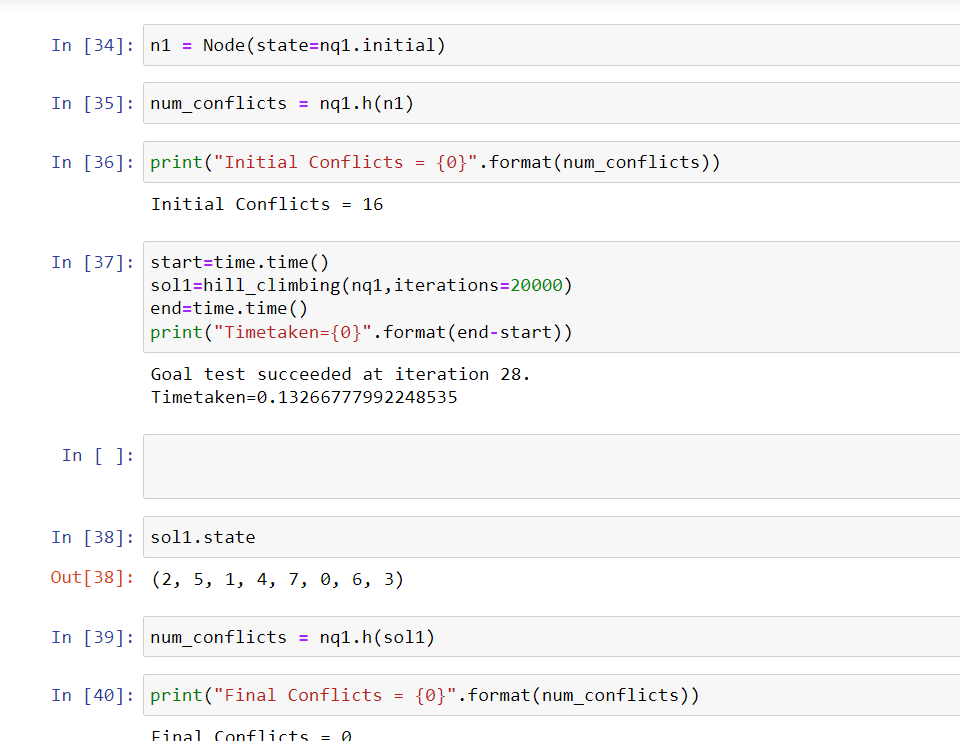 In [34]: n1 = Node(state=nq1.initial)
In [35]: num_conflicts = nq1.h(n1)
In [36]: print("Initial Conflicts = {0}".format(num_conflicts))
Initial Conflicts = 16
In [37]: start=time.time()
sol1=hill_climbing(nq1,iterations=20000)
end=time.time()
print("Timetaken={0}".format(end-start))
Goal test succeeded at iteration 28.
Timetaken=0.13266777992248535
In [ ]:
In [38]: sol1.state
Out[38]: (2, 5, 1, 4, 7, 0, 6, 3)
In [39]: num_conflicts = nq1.h(sol1)
In [40]: print("Final Conflicts = {0}".format(num_conflicts))
Final Conflicts = 0